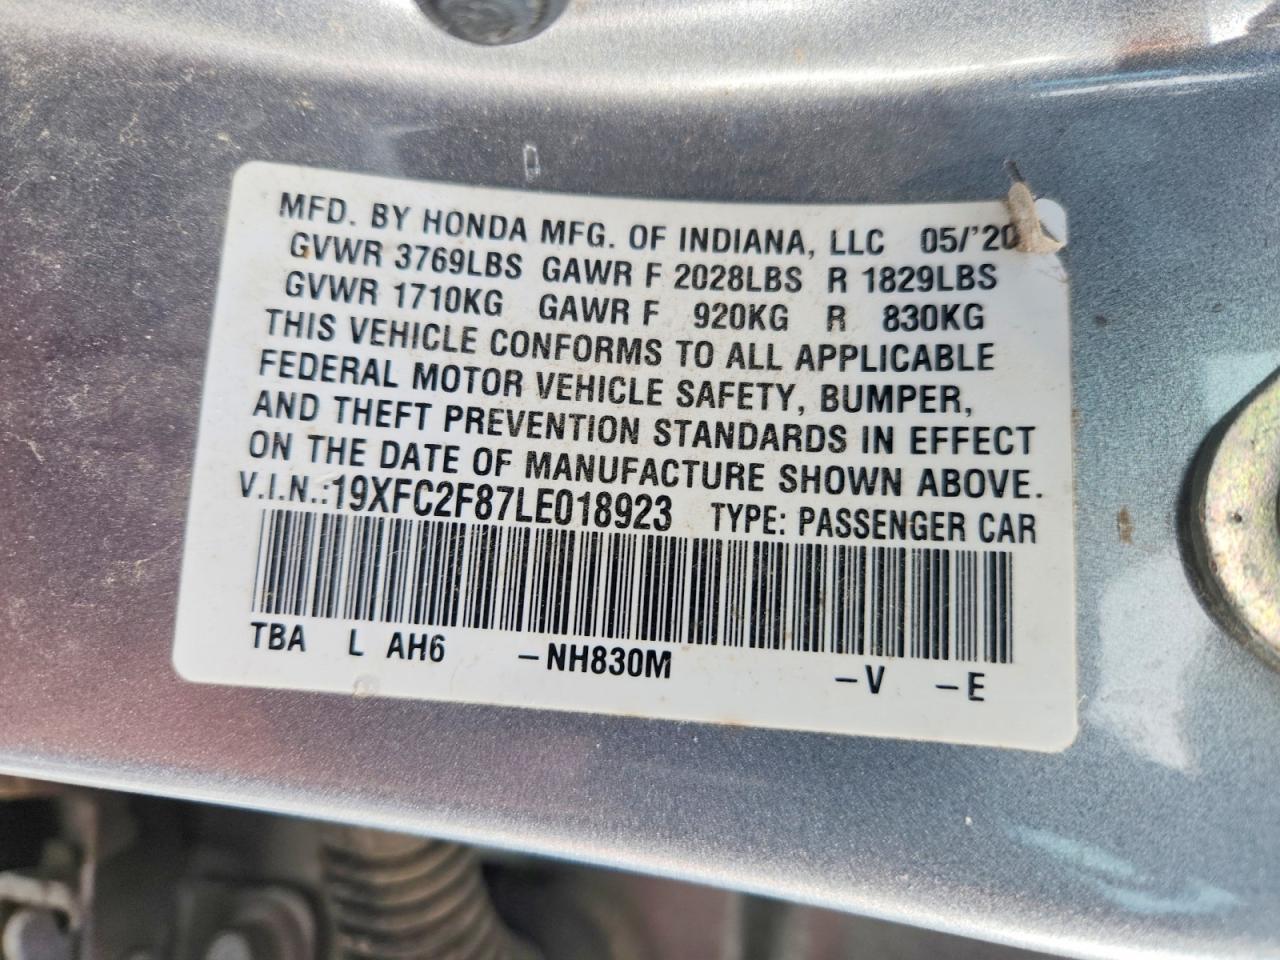 MFD. BY HONDA MFG. OF INDIANA, LLC 05/'20
GVWR 3769LBS GAWR F 2028LBS R 1829LBS
GVWR 1710KG GAWR F 920KG R 830KG
THIS VEHICLE CONFORMS TO ALL APPLICABLE
FEDERAL MOTOR VEHICLE SAFETY, BUMPER,
AND THEFT PREVENTION STANDARDS IN EFFECT
ON THE DATE OF MANUFACTURE SHOWN ABOVE.
V.I.N.:19XFC2F87LE018923 TYPE: PASSENGER CAR
TBA L AH6 –NH830M –V –E